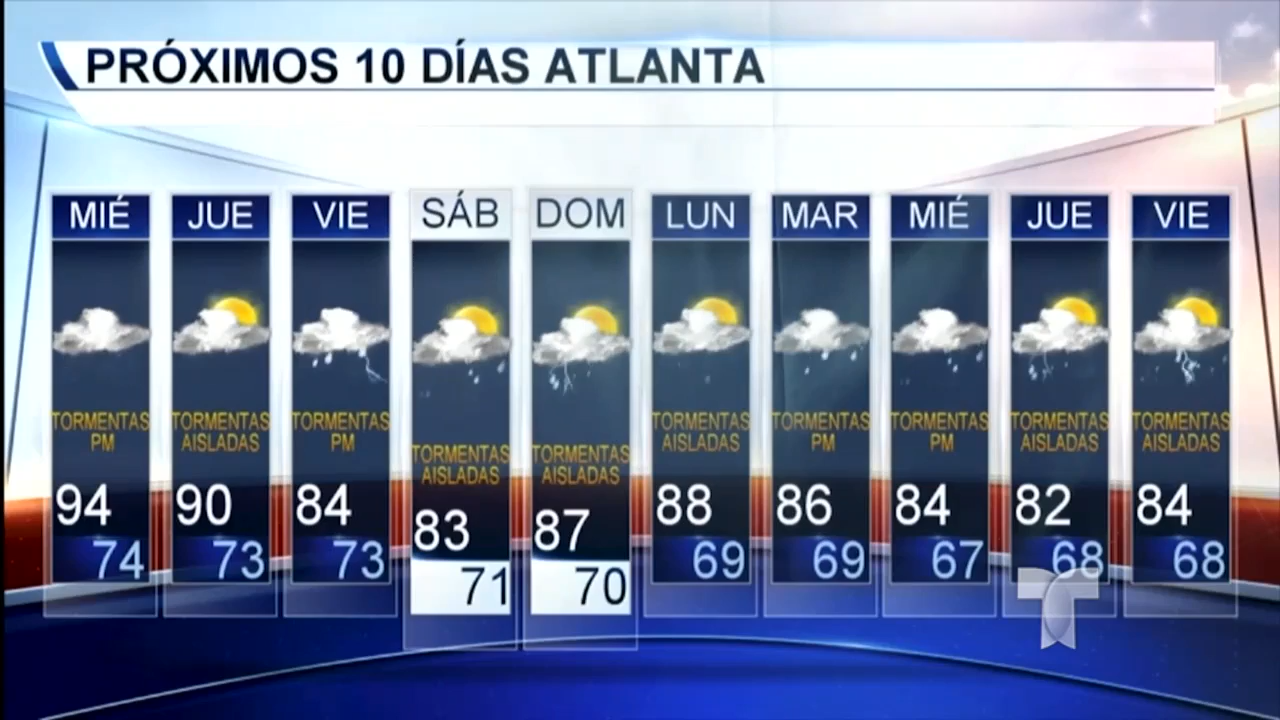 PRÓXIMOS 10 DÍAS ATLANTA
MIÉ
TORMENTAS
PM
94
74
JUE
TORMENTAS
AISLADAS
90
73
VIE
TORMENTAS
PM
84
73
SÁB
TORMENTAS
AISLADAS
83
71
DOM
TORMENTAS
AISLADAS
87
70
LUN
TORMENTAS
AISLADAS
88
69
MAR
TORMENTAS
PM
86
69
MIÉ
TORMENTAS
PM
84
67
JUE
TORMENTAS
AISLADAS
82
68
VIE
TORMENTAS
AISLADAS
84
68